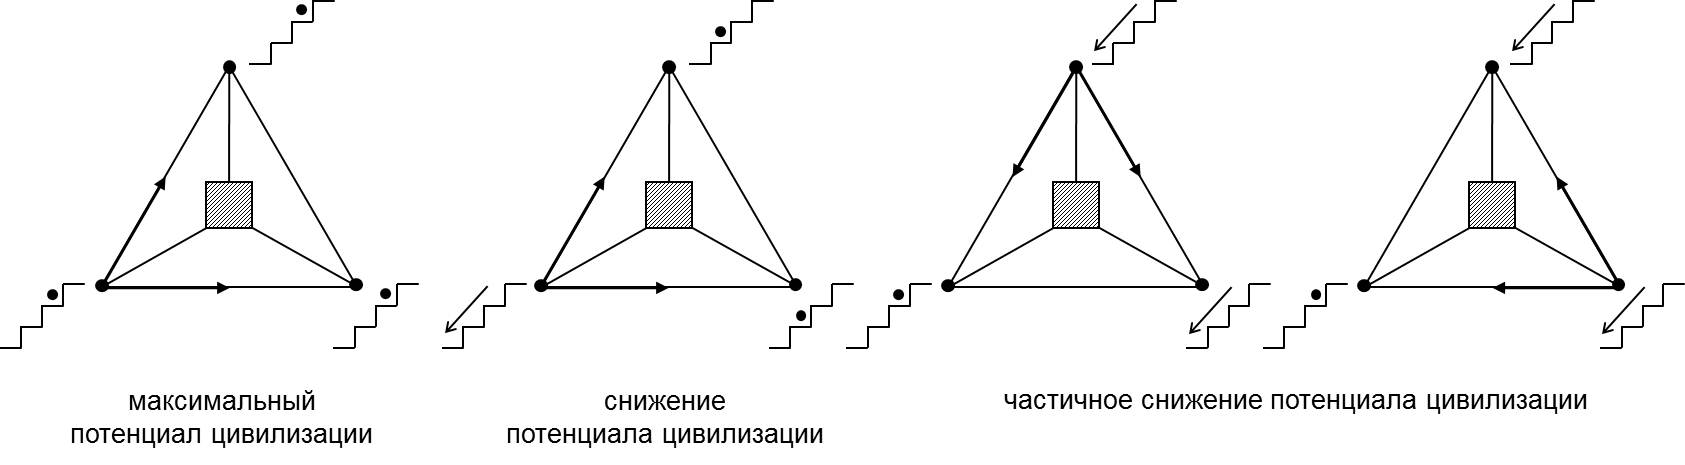 максимальный
потенциал цивилизации
снижение
потенциала цивилизации
частичное снижение потенциала цивилизации